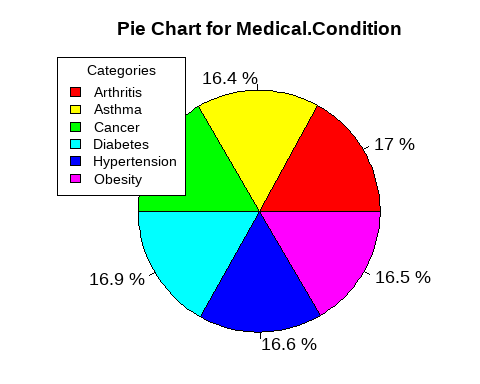 Pie Chart for Medical.Condition
Categories
Arthritis
Asthma
Cancer
Diabetes
Hypertension
Obesity
16.4 %
17 %
16.9 %
16.5 %
16.6 %